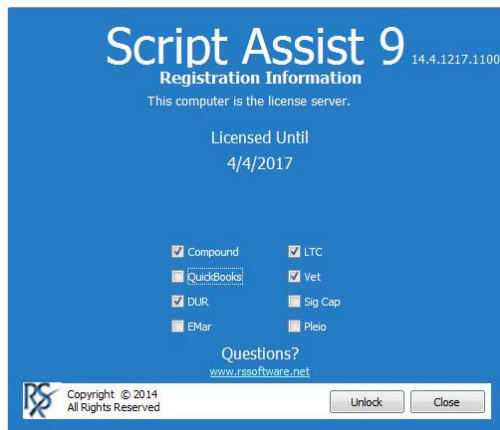 Script Assist 9 14.4.1217.1100
Registration Information
This computer is the license server.
Licensed Until
4/4/2017
Compound LTC
QuickBooks Vet
DUR Sig Cap
EMar Pleio
Questions?
www.rssoftware.net
RS Copyright © 2014
All Rights Reserved
Unlock Close